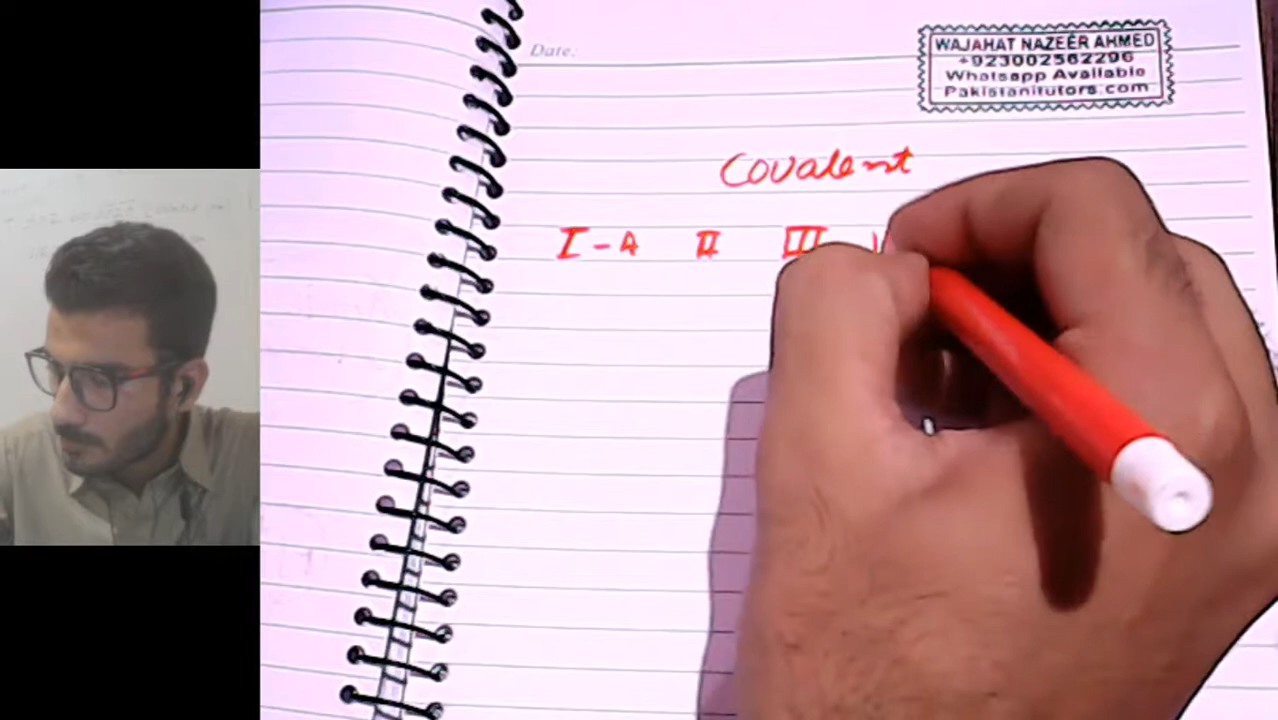 Date:
WAJAHAT NAZEER AHMED
+923002562296
Whatsapp Available
Pakistanitutors.com
Covalent
I-A II III